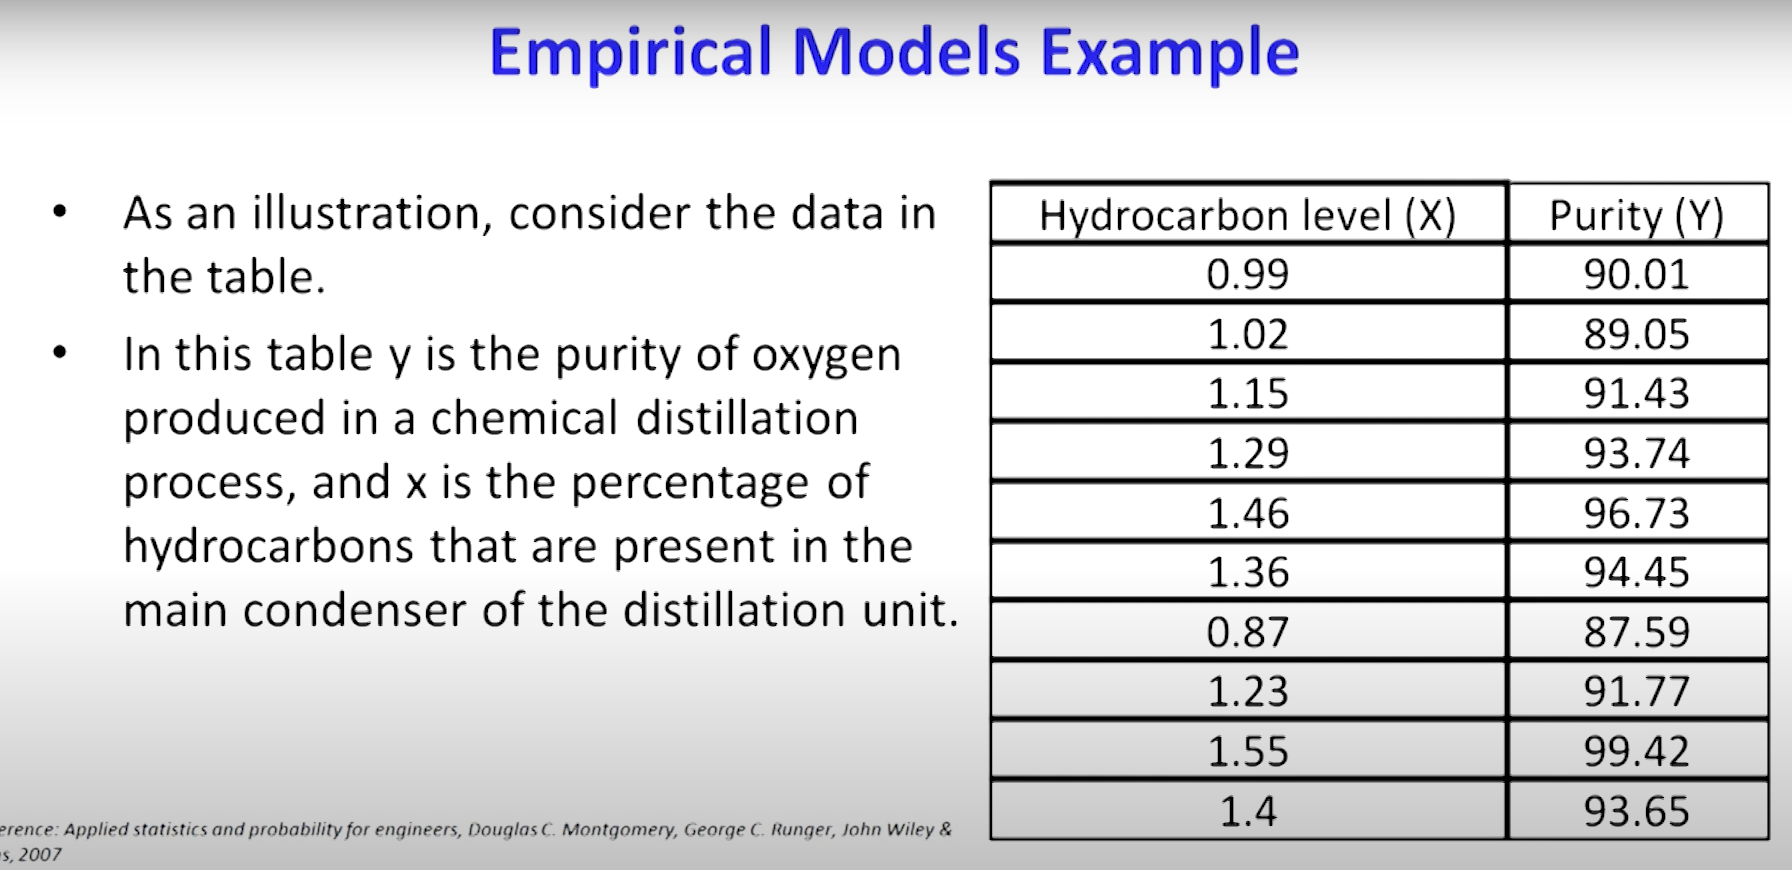 Empirical Models Example
• As an illustration, consider the data in
the table.
• In this table y is the purity of oxygen
produced in a chemical distillation
process, and x is the percentage of
hydrocarbons that are present in the
main condenser of the distillation unit.
Hydrocarbon level (X) Purity (Y)
0.99 90.01
1.02 89.05
1.15 91.43
1.29 93.74
1.46 96.73
1.36 94.45
0.87 87.59
1.23 91.77
1.55 99.42
1.4 93.65
erence: Applied statistics and probability for engineers, Douglas C. Montgomery, George C. Runger, John Wiley &
s, 2007